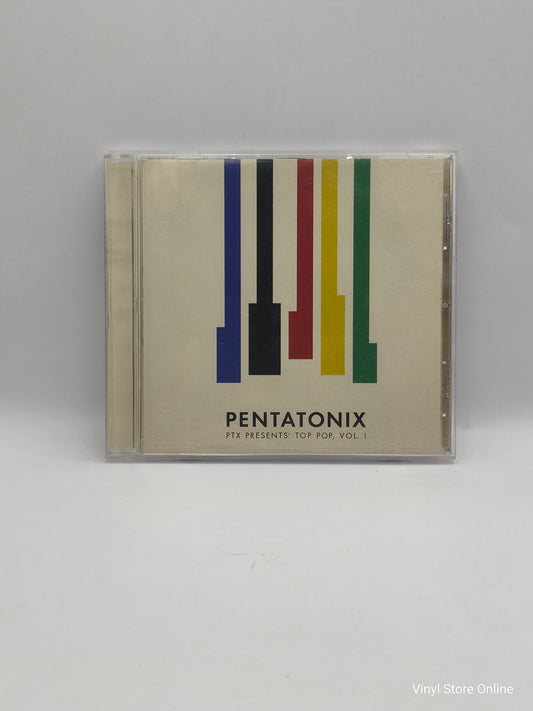 PENTATONIX
PTX PRESENTS: TOP POP, VOL. I
Vinyl Store Online